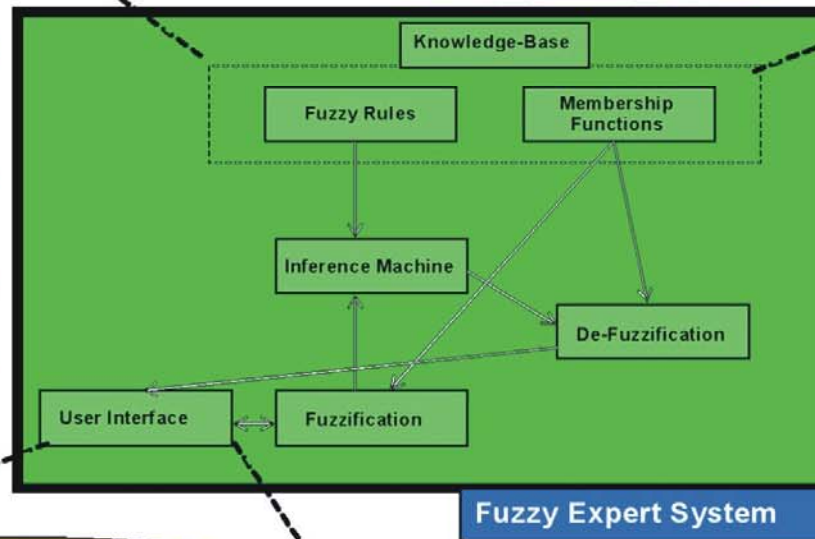 Knowledge-Base
Fuzzy Rules
Membership
Functions
Inference Machine
De-Fuzzification
User Interface
Fuzzification
Fuzzy Expert System